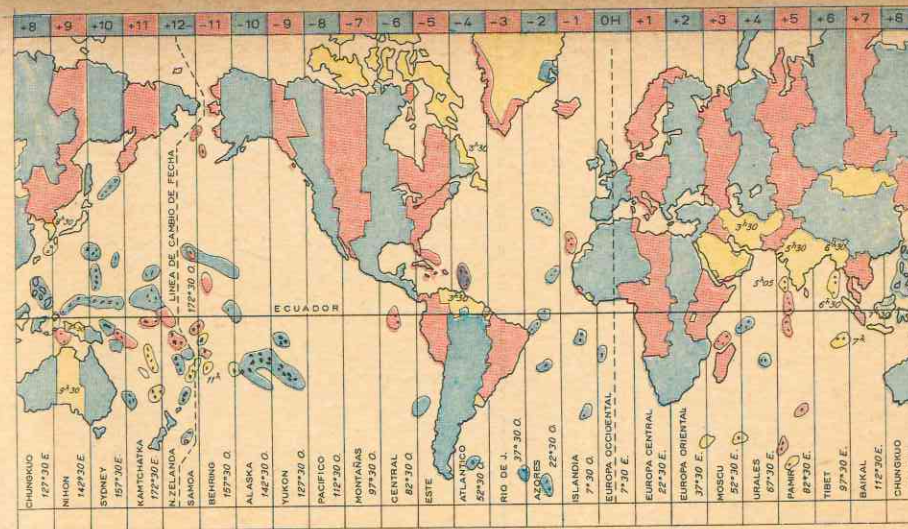 +8 +9 +10 +11 +12- -11 -10 -9 -8 -7 -6 -5 -4 -3 -2 -1 0H +1 +2 +3 +4 +5 +6 +7 +8
3ʰ30
LINEA DE CAMBIO DE FECHA
172°30 O.
3ʰ30
5ʰ30
6ʰ30
5ʰ05
6ʰ30
3ʰ30
ECUADOR
9ʰ30
11ʰ
7ʰ
CHUNGKUO
127°30 E.
NIHON
142°30 E.
SYDNEY
157°30 E.
KAMTCHATKA
172°30 E.
N.ZELANDA
SAMOA
BEHRING
157°30 O.
ALASKA
142°30 O.
YUKON
127°30 O.
PACIFICO
112°30 O.
MONTAÑAS
97°30 O.
CENTRAL
82°30 O.
ESTE
ATLANTICO
52°30 O.
RIO DE J.
37°30 O.
AZORES
22°30 O.
ISLANDIA
7°30 O.
EUROPA OCCIDENTAL
7°30 E.
EUROPA CENTRAL
22°30 E.
EUROPA ORIENTAL
37°30 E.
MOSCU
52°30 E.
URALES
67°30 E.
PAMIR
82°30 E.
TIBET
97°30 E.
BAIKAL
112°30 E.
CHUNGKUO